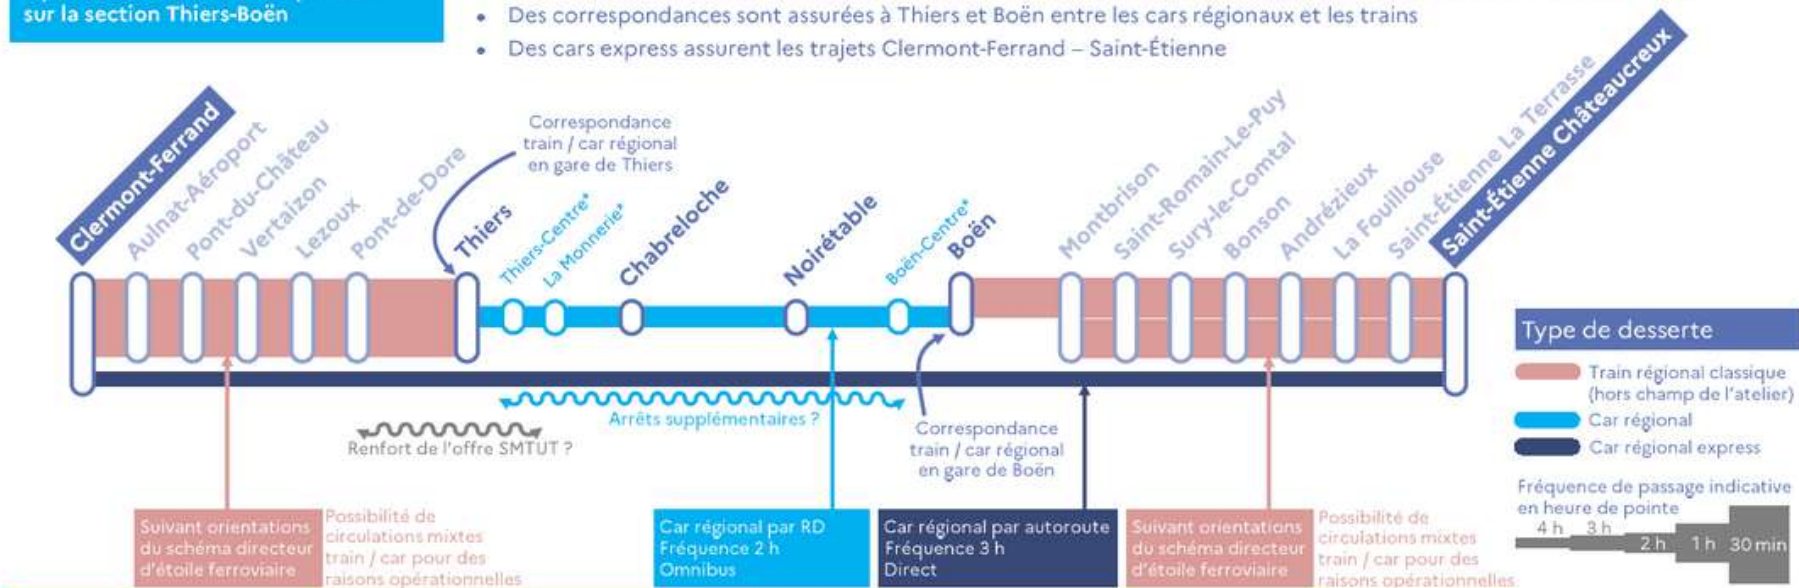 sur la section Thiers-Boën
• Des correspondances sont assurées à Thiers et Boën entre les cars régionaux et les trains
• Des cars express assurent les trajets Clermont-Ferrand – Saint-Étienne
Clermont-Ferrand
Aulnat-Aéroport
Pont-du-Château
Vertaizon
Lezoux
Pont-de-Dore
Correspondance
train / car régional
en gare de Thiers
Thiers
Thiers-Centre*
La Monnerie*
Chabreloche
Noirétable
Boën-Centre*
Boën
Montbrison
Saint-Romain-Le-Puy
Sury-le-Comtal
Bonson
Andrézieux
La Fouillouse
Saint-Étienne La Terrasse
Saint-Étienne Châteaucreux
Arrêts supplémentaires ?
Renfort de l'offre SMTUT ?
Correspondance
train / car régional
en gare de Boën
Type de desserte
Train régional classique
(hors champ de l'atelier)
Car régional
Car régional express
Fréquence de passage indicative
en heure de pointe
4 h 3 h 2 h 1 h 30 min
Suivant orientations
du schéma directeur
d'étoile ferroviaire
Possibilité de
circulations mixtes
train / car pour des
raisons opérationnelles
Car régional par RD
Fréquence 2 h
Omnibus
Car régional par autoroute
Fréquence 3 h
Direct
Suivant orientations
du schéma directeur
d'étoile ferroviaire
Possibilité de
circulations mixtes
train / car pour des
raisons opérationnelles